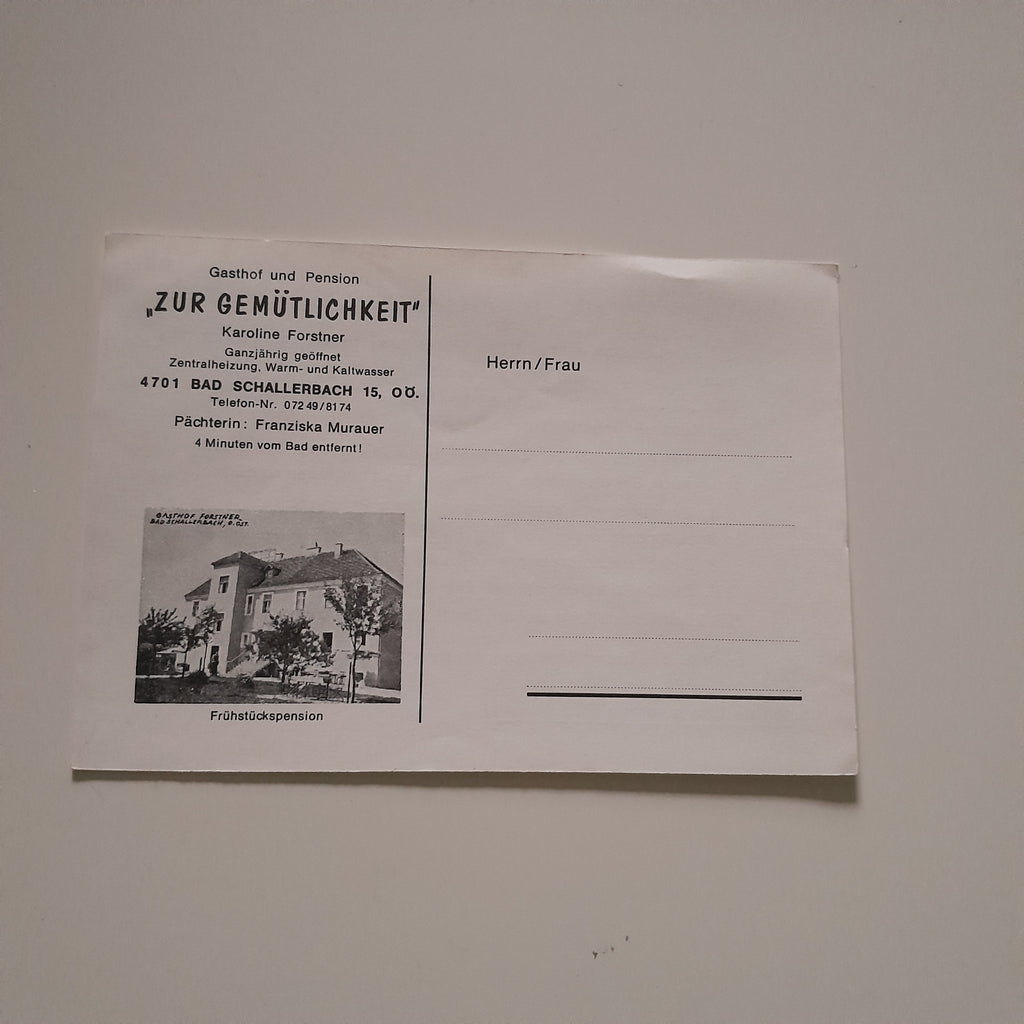 Gasthof und Pension
„ZUR GEMÜTLICHKEIT"
Karoline Forstner
Ganzjährig geöffnet
Zentralheizung, Warm- und Kaltwasser
4701 BAD SCHALLERBACH 15, OÖ.
Telefon-Nr. 07249/8174
Pächterin: Franziska Murauer
4 Minuten vom Bad entfernt!
GASTHOF FORSTNER
BAD SCHALLERBACH, O. ÖST.
Frühstückspension
Herrn/Frau